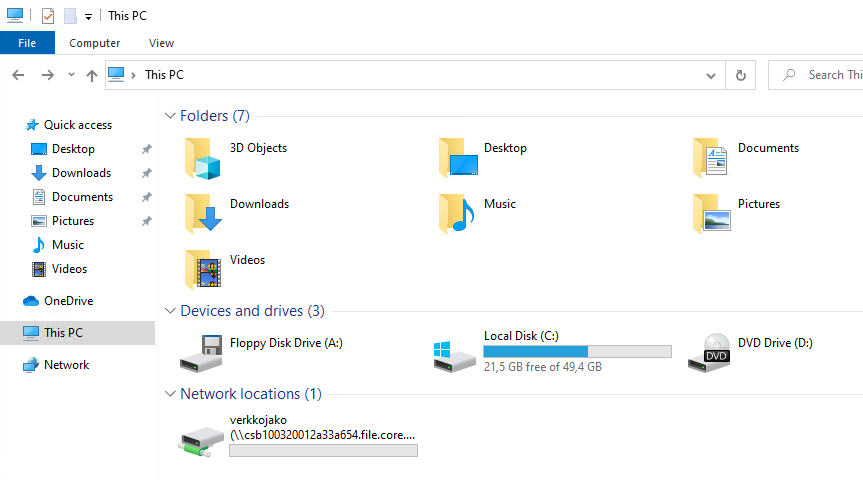 This PC
File Computer View
This PC
Search Thi
Quick access
Desktop
Downloads
Documents
Pictures
Music
Videos
OneDrive
This PC
Network
Folders (7)
3D Objects
Desktop
Documents
Downloads
Music
Pictures
Videos
Devices and drives (3)
Floppy Disk Drive (A:)
Local Disk (C:)
21,5 GB free of 49,4 GB
DVD
DVD Drive (D:)
Network locations (1)
verkkojako
(\\csb100320012a33a654.file.core....